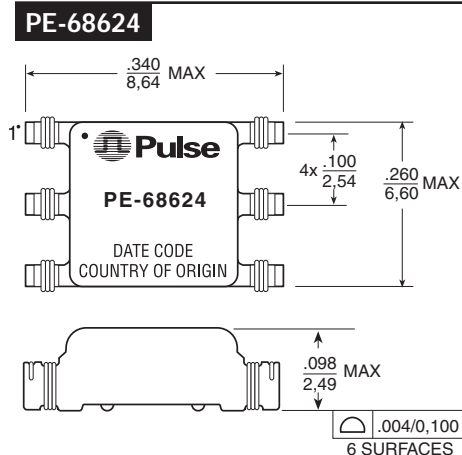 PE-68624
.340
8,64 MAX
1
Pulse
4x .100
2,54
.260
6,60 MAX
PE-68624
DATE CODE
COUNTRY OF ORIGIN
.098
2,49 MAX
.004/0,100
6 SURFACES